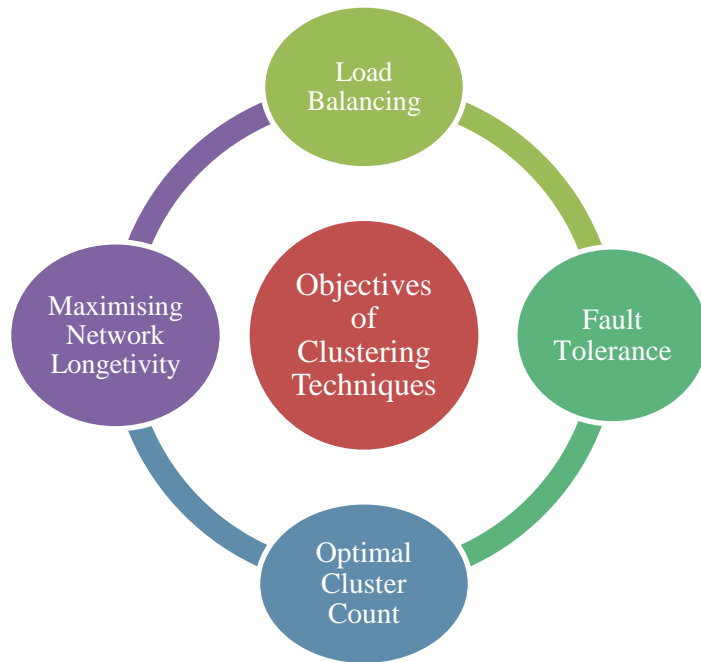 Load
Balancing
Objectives
of
Clustering
Techniques
Maximising
Network
Longetivity
Fault
Tolerance
Optimal
Cluster
Count